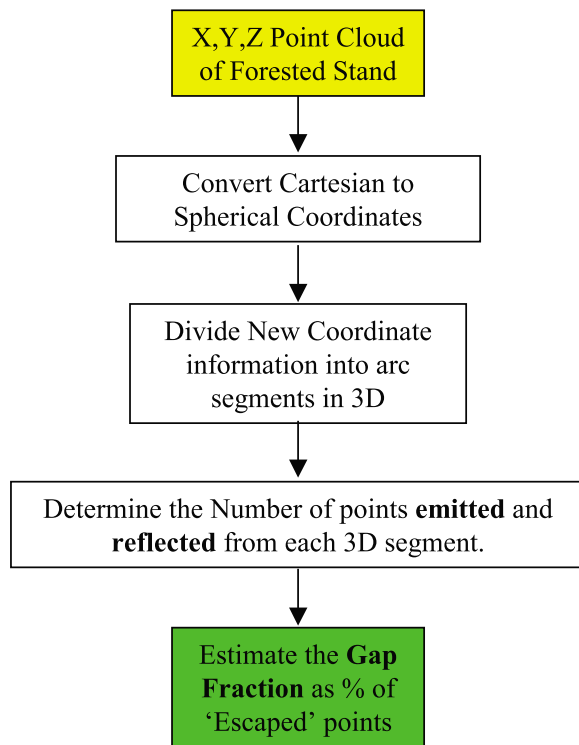 X,Y,Z Point Cloud
of Forested Stand
Convert Cartesian to
Spherical Coordinates
Divide New Coordinate
information into arc
segments in 3D
Determine the Number of points emitted and
reflected from each 3D segment.
Estimate the Gap
Fraction as % of
‘Escaped’ points